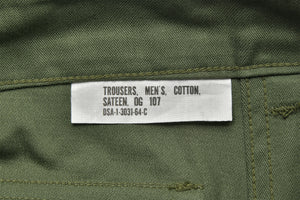 TROUSERS, MEN'S, COTTON,
SATEEN, OG 107
DSA-1-3031-64-C